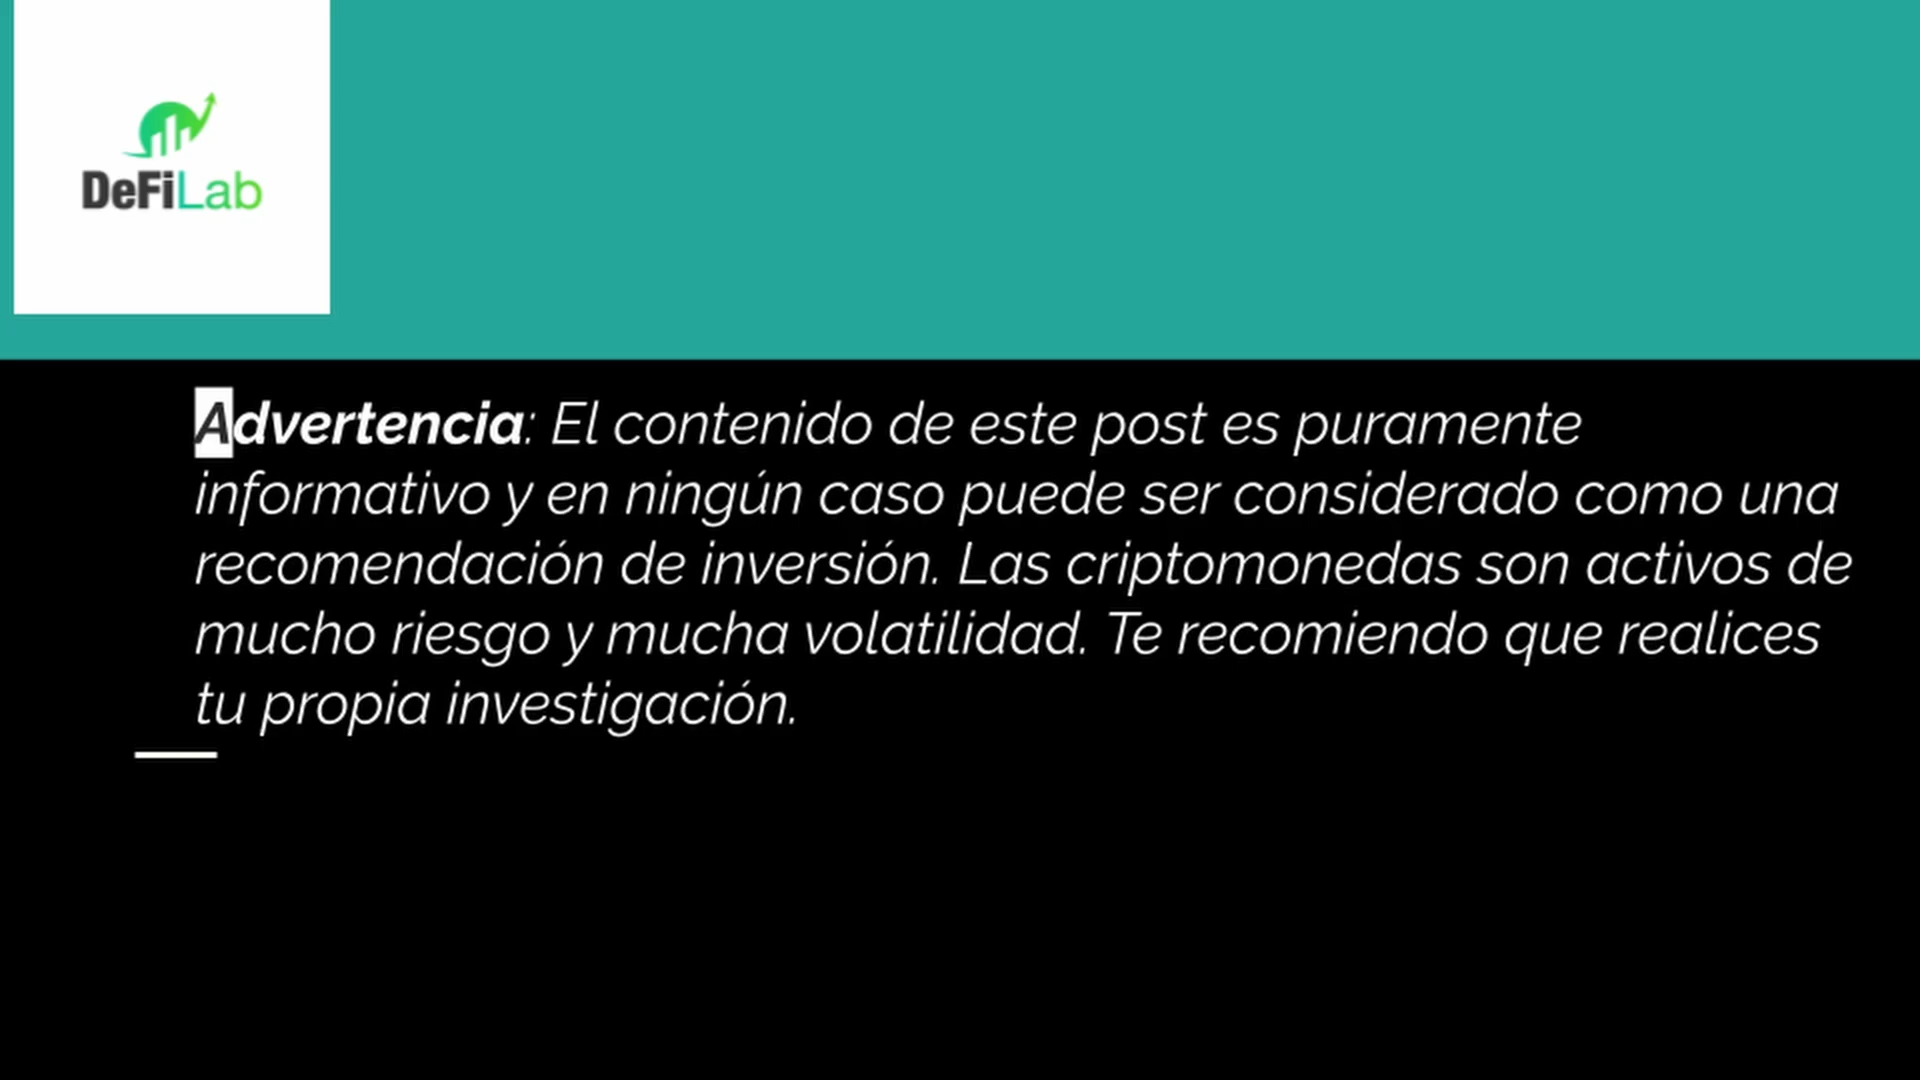 DeFiLab
Advertencia: El contenido de este post es puramente
informativo y en ningún caso puede ser considerado como una
recomendación de inversión. Las criptomonedas son activos de
mucho riesgo y mucha volatilidad. Te recomiendo que realices
tu propia investigación.